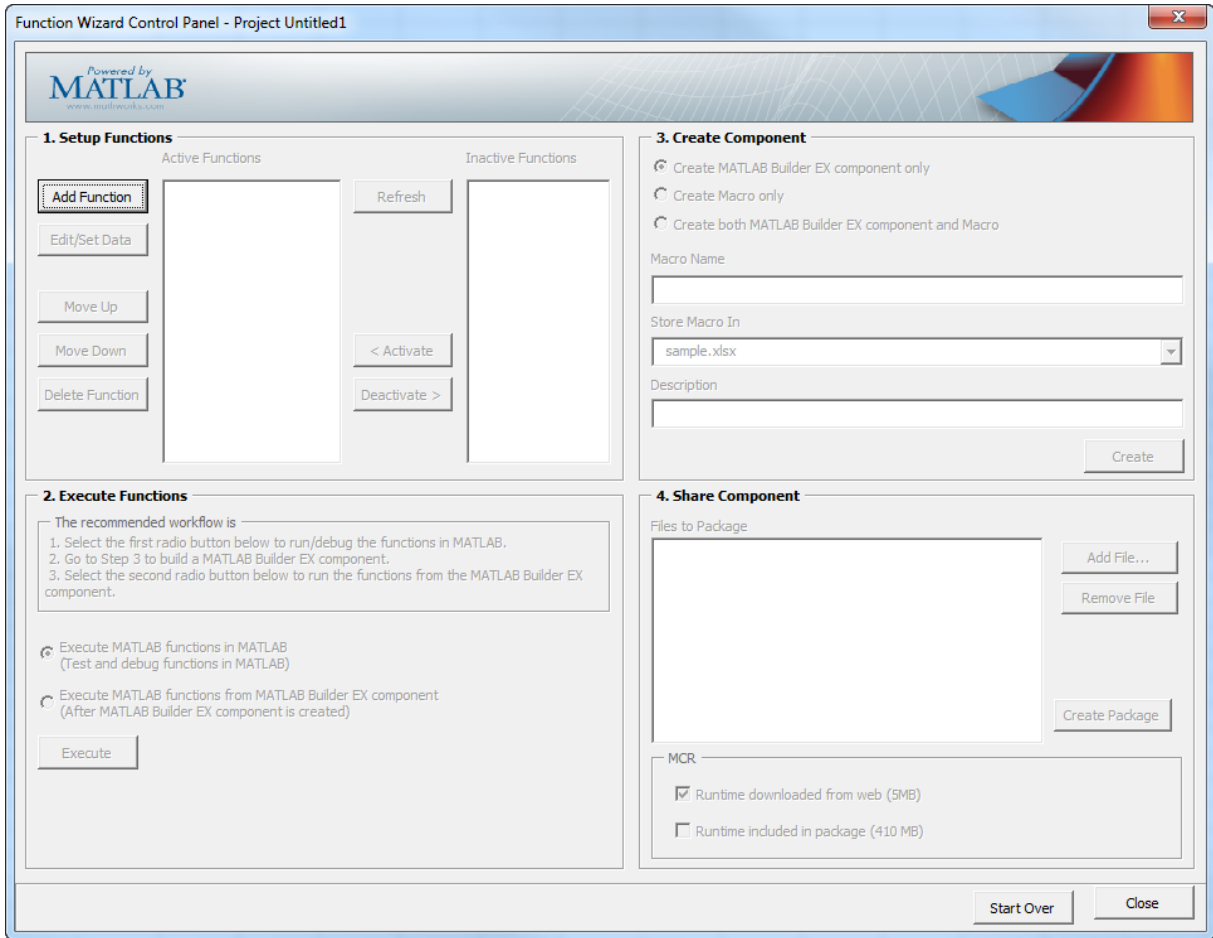 Function Wizard Control Panel - Project Untitled1
Powered by
MATLAB
www.mathworks.com
1. Setup Functions
Active Functions
Inactive Functions
Add Function
Refresh
Edit/Set Data
Move Up
Move Down
< Activate
Delete Function
Deactivate >
3. Create Component
Create MATLAB Builder EX component only
Create Macro only
Create both MATLAB Builder EX component and Macro
Macro Name
Store Macro In
sample.xlsx
Description
Create
2. Execute Functions
The recommended workflow is
1. Select the first radio button below to run/debug the functions in MATLAB.
2. Go to Step 3 to build a MATLAB Builder EX component.
3. Select the second radio button below to run the functions from the MATLAB Builder EX
component.
Execute MATLAB functions in MATLAB
(Test and debug functions in MATLAB)
Execute MATLAB functions from MATLAB Builder EX component
(After MATLAB Builder EX component is created)
Execute
4. Share Component
Files to Package
Add File...
Remove File
Create Package
MCR
Runtime downloaded from web (5MB)
Runtime included in package (410 MB)
Start Over
Close